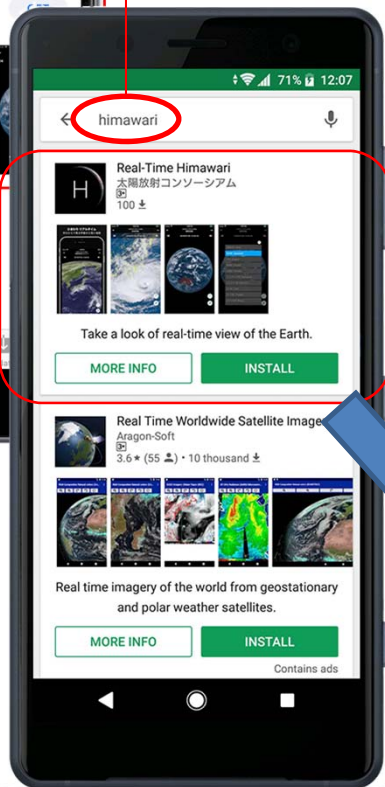 71% 12:07
himawari
Real-Time Himawari
太陽放射コンソーシアム
3+
100
H
Take a look of real-time view of the Earth.
MORE INFO
INSTALL
Real Time Worldwide Satellite Image
Aragon-Soft
3+
3.6★ (55 ) • 10 thousand
Real time imagery of the world from geostationary
and polar weather satellites.
MORE INFO
INSTALL
Contains ads